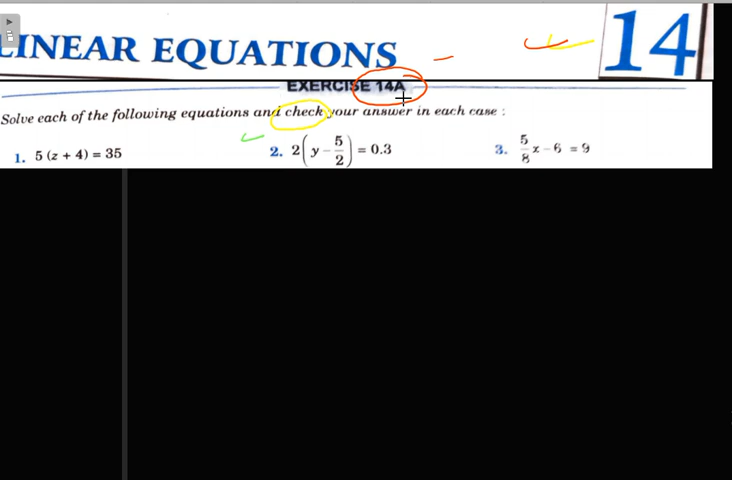 LINEAR EQUATIONS
14
EXERCISE 14A
Solve each of the following equations and check your answer in each case :
1. 5 (z + 4) = 35
2. 2(y - 5/2) = 0.3
3. 5/8 x - 6 = 9